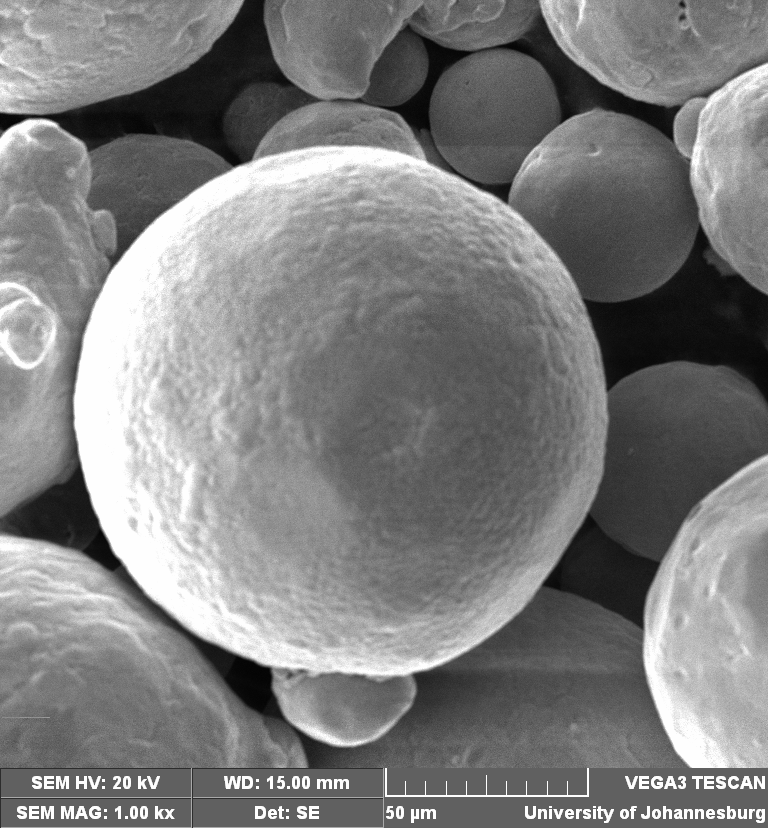 SEM HV: 20 kV WD: 15.00 mm VEGA3 TESCAN
SEM MAG: 1.00 kx Det: SE 50 µm University of Johannesburg